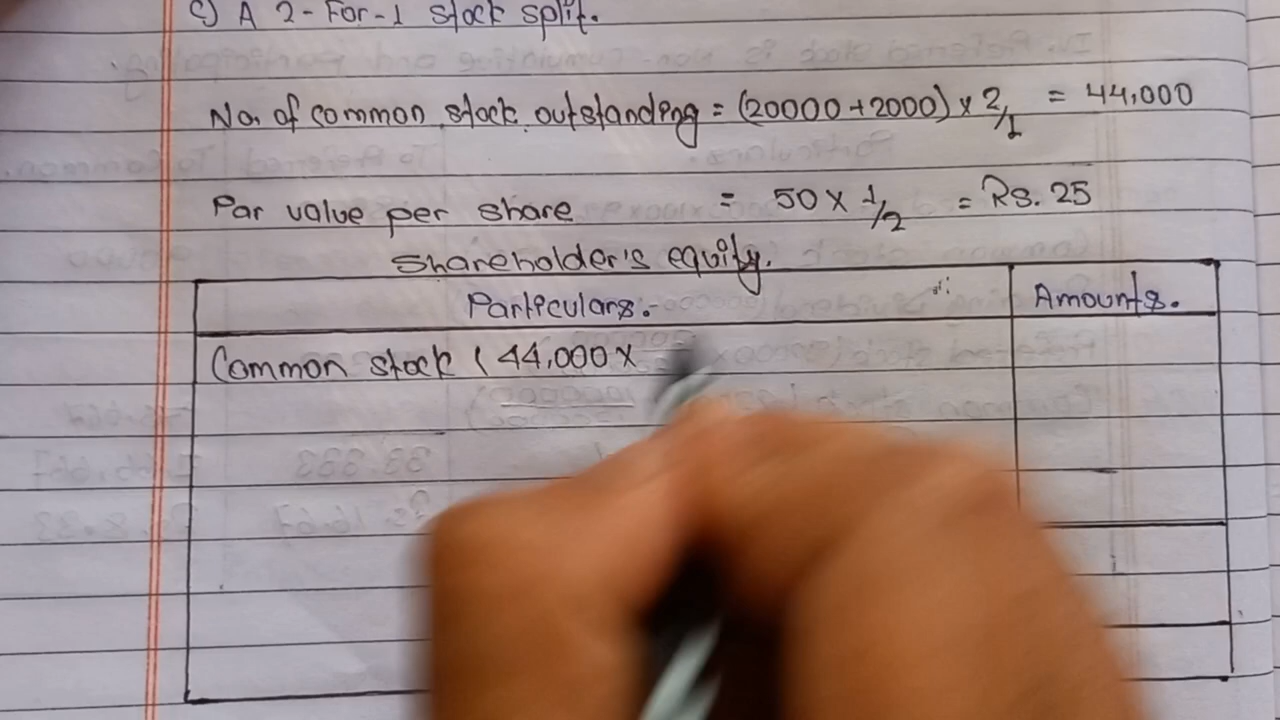 c) A 2-For-1 stock split.
No. of common stock outstanding = (20000+2000) x 2/1 = 44,000
Par value per share = 50 x 1/2 = Rs. 25
Shareholder's equity.
Particulars. Amounts.
Common stock (44,000 x